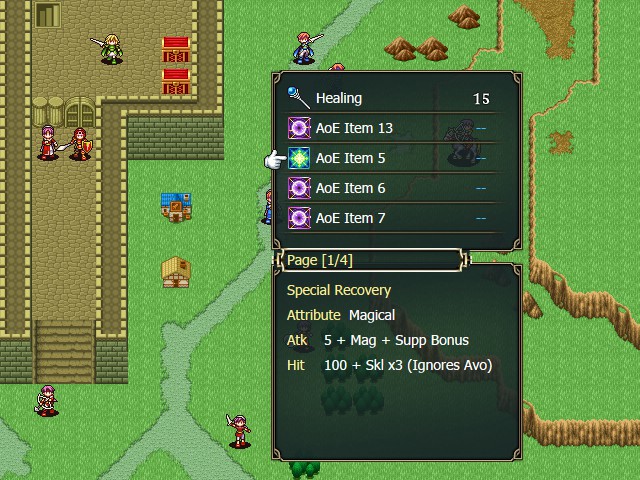 Healing 15
AoE Item 13 --
AoE Item 5 --
AoE Item 6 --
AoE Item 7 --
Page [1/4]
Special Recovery
Attribute Magical
Atk 5 + Mag + Supp Bonus
Hit 100 + Skl x3 (Ignores Avo)